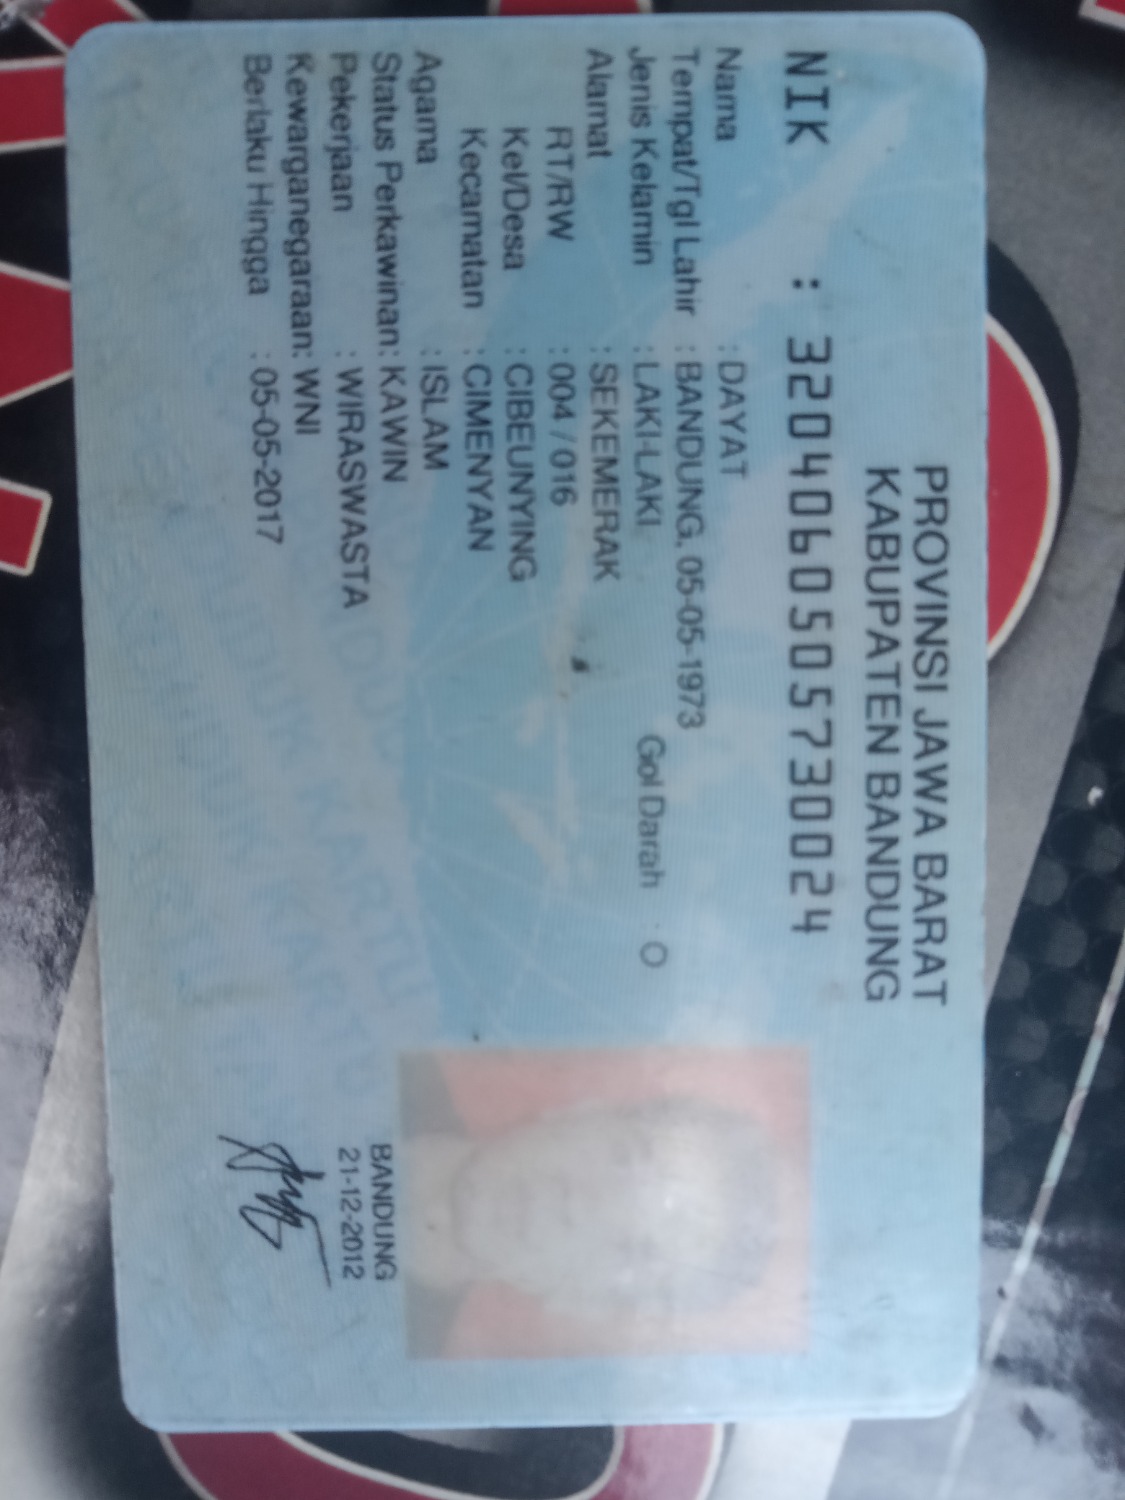 PROVINSI JAWA BARAT
KABUPATEN BANDUNG
NIK : 3204060505730024
Nama : DAYAT
Tempat/Tgl Lahir : BANDUNG, 05-05-1973
Jenis Kelamin : LAKI-LAKI Gol Darah : O
Alamat : SEKEMERAK
RT/RW : 004 / 016
Kel/Desa : CIBEUNYING
Kecamatan : CIMENYAN
Agama : ISLAM
Status Perkawinan: KAWIN
Pekerjaan : WIRASWASTA
Kewarganegaraan: WNI
Berlaku Hingga : 05-05-2017
BANDUNG
21-12-2012